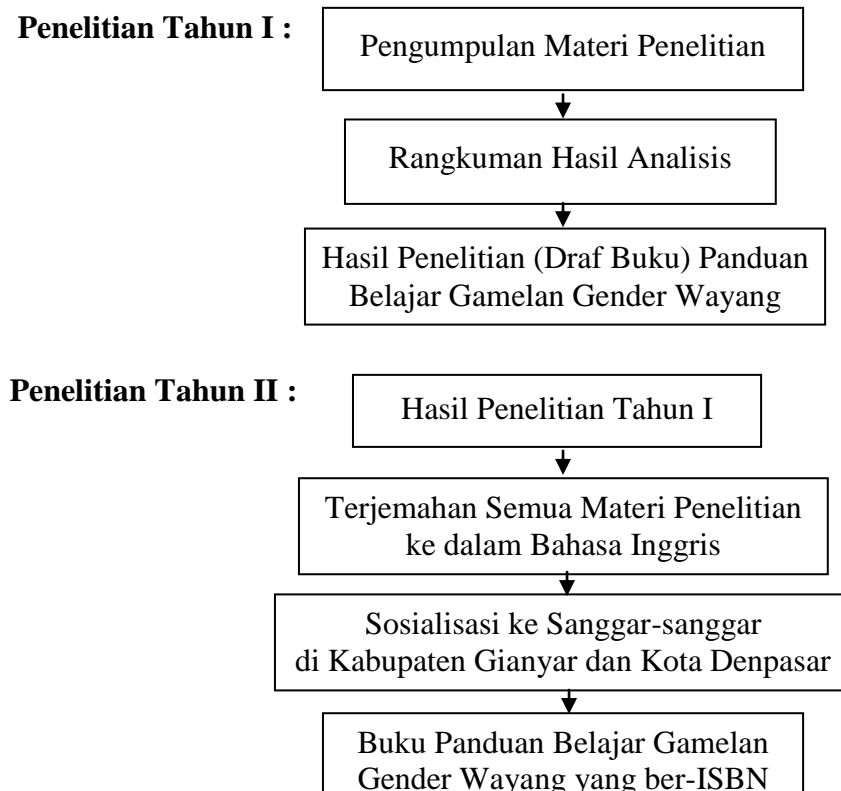 Penelitian Tahun I :
Pengumpulan Materi Penelitian
Rangkuman Hasil Analisis
Hasil Penelitian (Draf Buku) Panduan
Belajar Gamelan Gender Wayang
Penelitian Tahun II :
Hasil Penelitian Tahun I
Terjemahan Semua Materi Penelitian
ke dalam Bahasa Inggris
Sosialisasi ke Sanggar-sanggar
di Kabupaten Gianyar dan Kota Denpasar
Buku Panduan Belajar Gamelan
Gender Wayang yang ber-ISBN